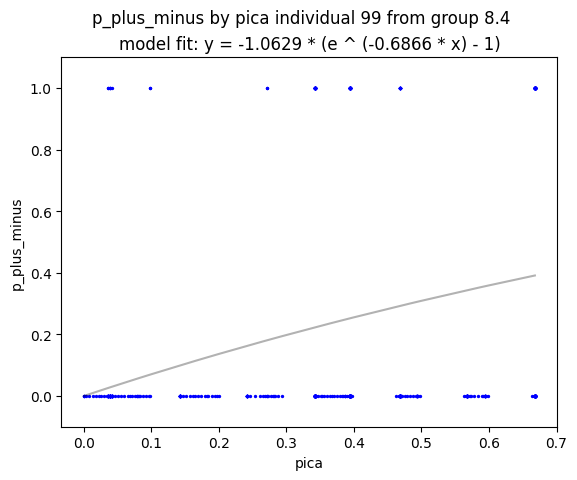 p_plus_minus by pica individual 99 from group 8.4
model fit: y = -1.0629 * (e ^ (-0.6866 * x) - 1)
1.0
0.8
0.6
0.4
0.2
0.0
p_plus_minus
0.0 0.1 0.2 0.3 0.4 0.5 0.6 0.7
pica